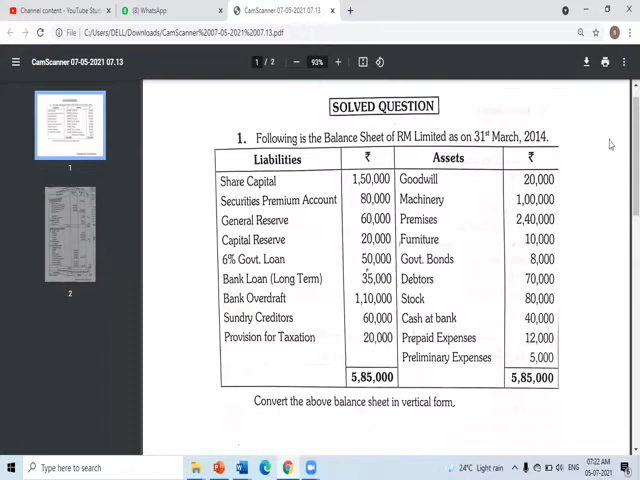 Channel content - YouTube Stu
WhatsApp
CamScanner 07-05-2021 07.13
File | C:/Users/DELL/Downloads/CamScanner%2007-05-2021%2007.13.pdf
CamScanner 07-05-2021 07.13
1 / 2
93%
1
2
SOLVED QUESTION
1. Following is the Balance Sheet of RM Limited as on 31st March, 2014.
Liabilities ₹ Assets ₹
Share Capital 1,50,000 Goodwill 20,000
Securities Premium Account 80,000 Machinery 1,00,000
General Reserve 60,000 Premises 2,40,000
Capital Reserve 20,000 Furniture 10,000
6% Govt. Loan 50,000 Govt. Bonds 8,000
Bank Loan (Long Term) 35,000 Debtors 70,000
Bank Overdraft 1,10,000 Stock 80,000
Sundry Creditors 60,000 Cash at bank 40,000
Provision for Taxation 20,000 Prepaid Expenses 12,000
Preliminary Expenses 5,000
5,85,000 5,85,000
Convert the above balance sheet in vertical form.
Type here to search
24°C Light rain
ENG
07:22 AM
05-07-2021